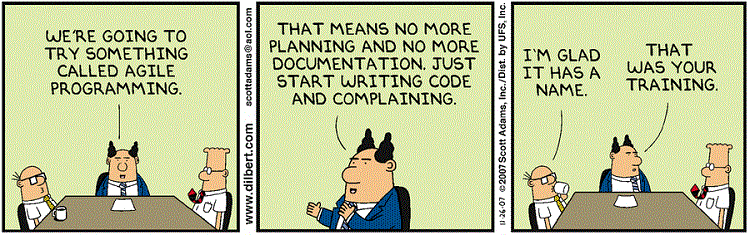 WE'RE GOING TO
TRY SOMETHING
CALLED AGILE
PROGRAMMING.
www.dilbert.com
scottadams@aol.com
THAT MEANS NO MORE
PLANNING AND NO MORE
DOCUMENTATION. JUST
START WRITING CODE
AND COMPLAINING.
11-26-07 ©2007 Scott Adams, Inc./Dist. by UFS, Inc.
I'M GLAD
IT HAS A
NAME.
THAT
WAS YOUR
TRAINING.